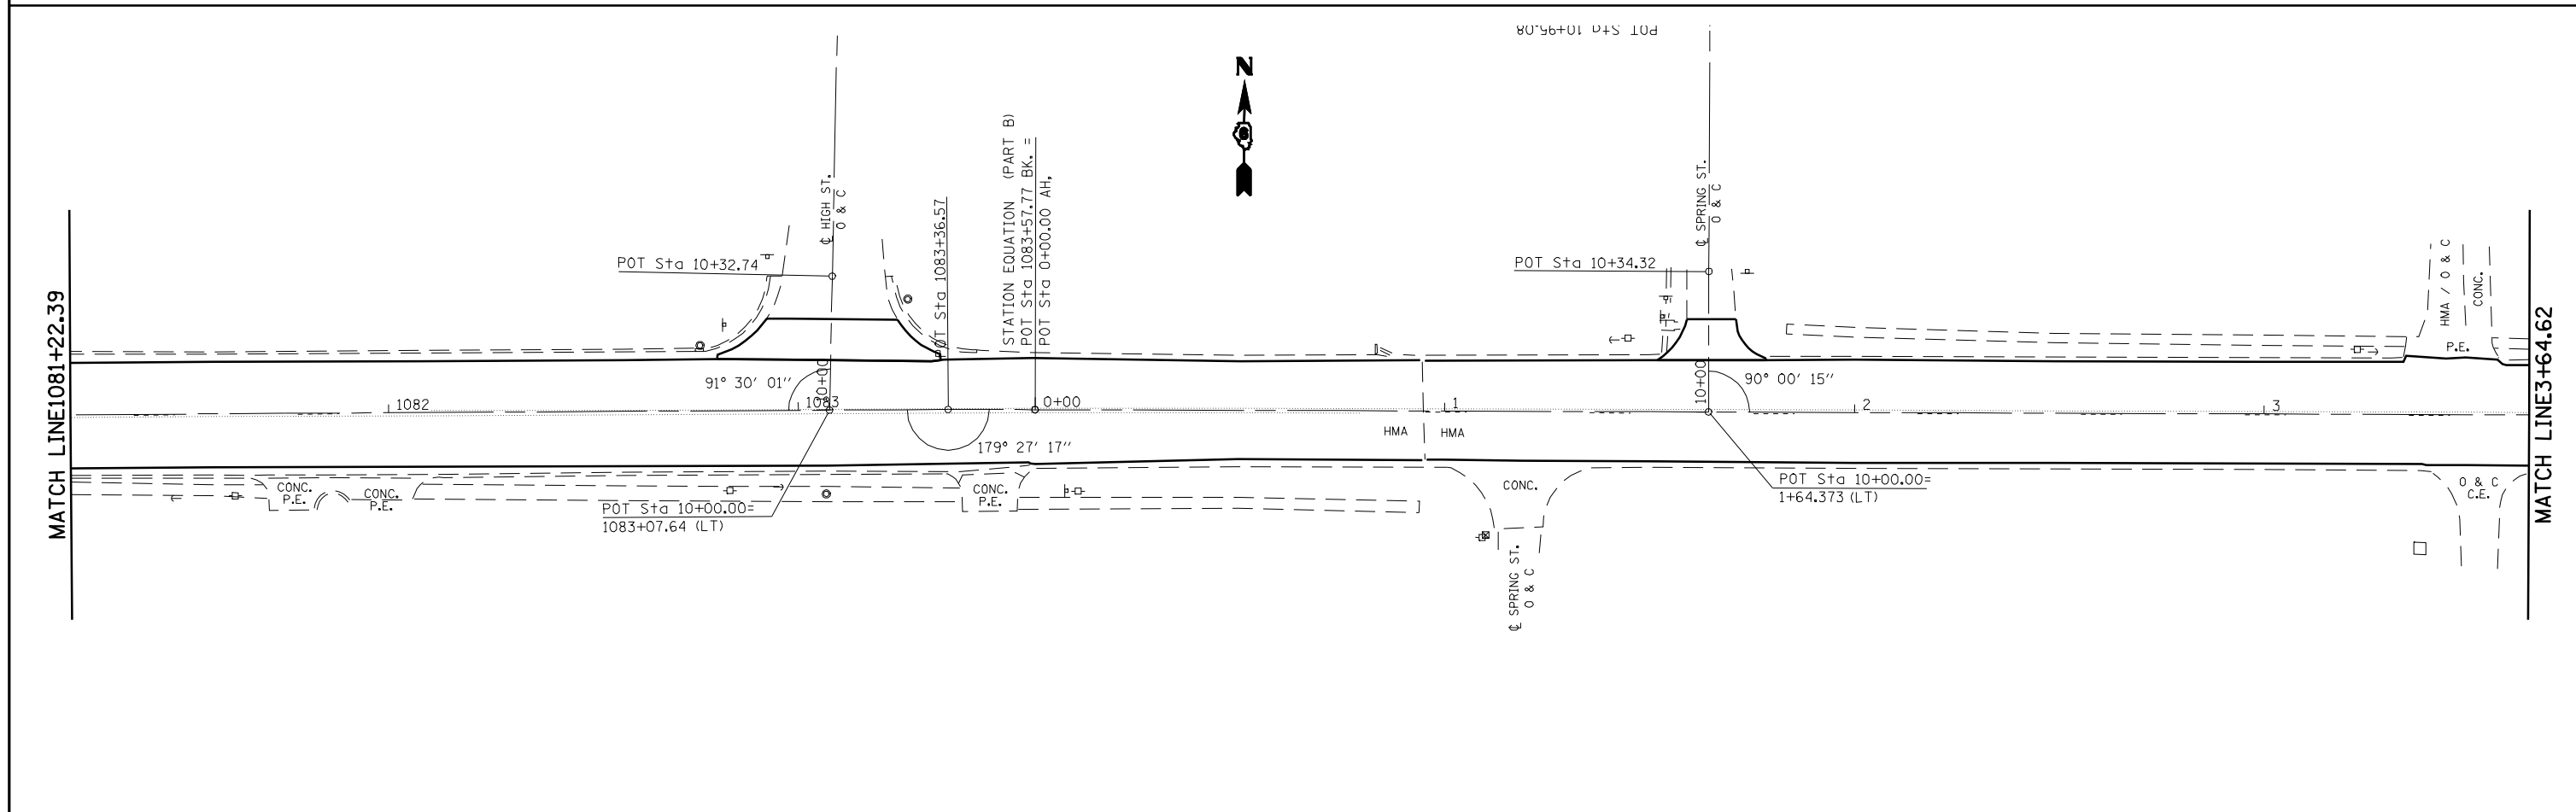 POT Sta 10+95.08
N
STATION EQUATION (PART B)
POT Sta 1083+57.77 BK. =
POT Sta 0+00.00 AH,
℄ HIGH ST.
O & C
℄ SPRING ST.
O & C
POT Sta 1083+36.57
POT Sta 10+32.74
POT Sta 10+34.32
HMA / O & C
P.E.
CONC.
MATCH LINE1081+22.39
MATCH LINE3+64.62
91° 30' 01"
10+00
10+00
90° 00' 15"
1082
1083
0+00
1
2
3
HMA
HMA
179° 27' 17"
CONC.
P.E.
CONC.
P.E.
CONC.
P.E.
CONC.
O & C
C.E.
POT Sta 10+00.00=
1083+07.64 (LT)
POT Sta 10+00.00=
1+64.373 (LT)
℄ SPRING ST.
O & C